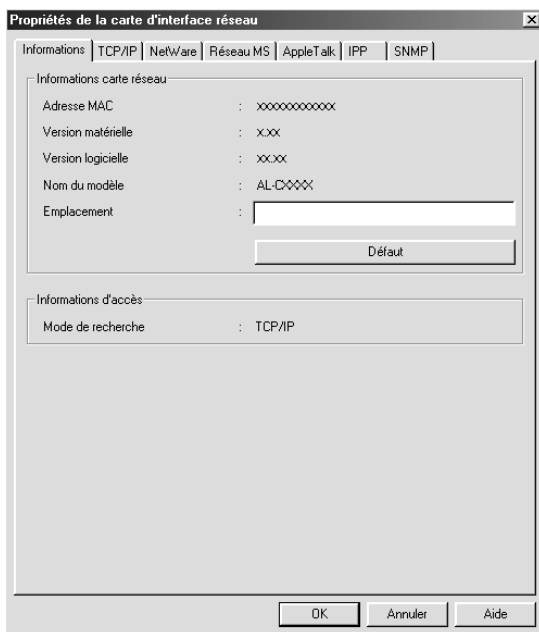 Propriétés de la carte d'interface réseau
Informations TCP/IP NetWare Réseau MS AppleTalk IPP SNMP
Informations carte réseau
Adresse MAC : xxxxxxxxxxxx
Version matérielle : x.xx
Version logicielle : xx.xx
Nom du modèle : AL-CXXXX
Emplacement :
Défaut
Informations d'accès
Mode de recherche : TCP/IP
OK Annuler Aide